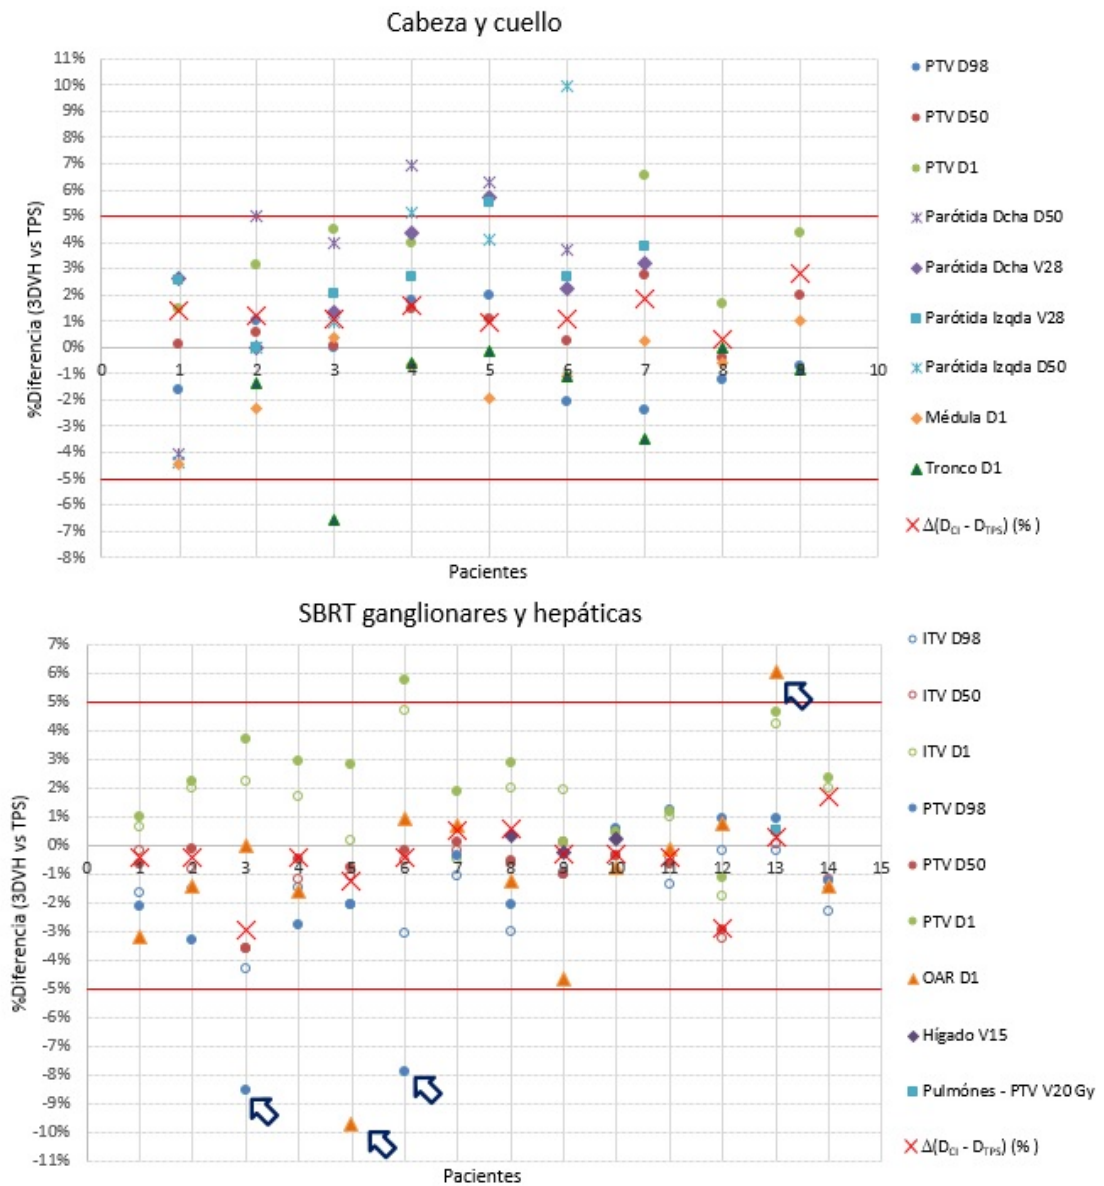 Cabeza y cuello
11%
10%
9%
8%
7%
6%
5%
4%
3%
2%
1%
0%
-1%
-2%
-3%
-4%
-5%
-6%
-7%
-8%
%Diferencia (3DVH vs TPS)
0 1 2 3 4 5 6 7 8 9 10
Pacientes
PTV D98
PTV D50
PTV D1
Parótida Dcha D50
Parótida Dcha V28
Parótida Izqda V28
Parótida Izqda D50
Médula D1
Tronco D1
Δ(D_CI - D_TPS) (%)
SBRT ganglionares y hepáticas
7%
6%
5%
4%
3%
2%
1%
0%
-1%
-2%
-3%
-4%
-5%
-6%
-7%
-8%
-9%
-10%
-11%
%Diferencia (3DVH vs TPS)
0 1 2 3 4 5 6 7 8 9 10 11 12 13 14 15
Pacientes
ITV D98
ITV D50
ITV D1
PTV D98
PTV D50
PTV D1
OAR D1
Hígado V15
Pulmónes - PTV V20 Gy
Δ(D_CI - D_TPS) (%)